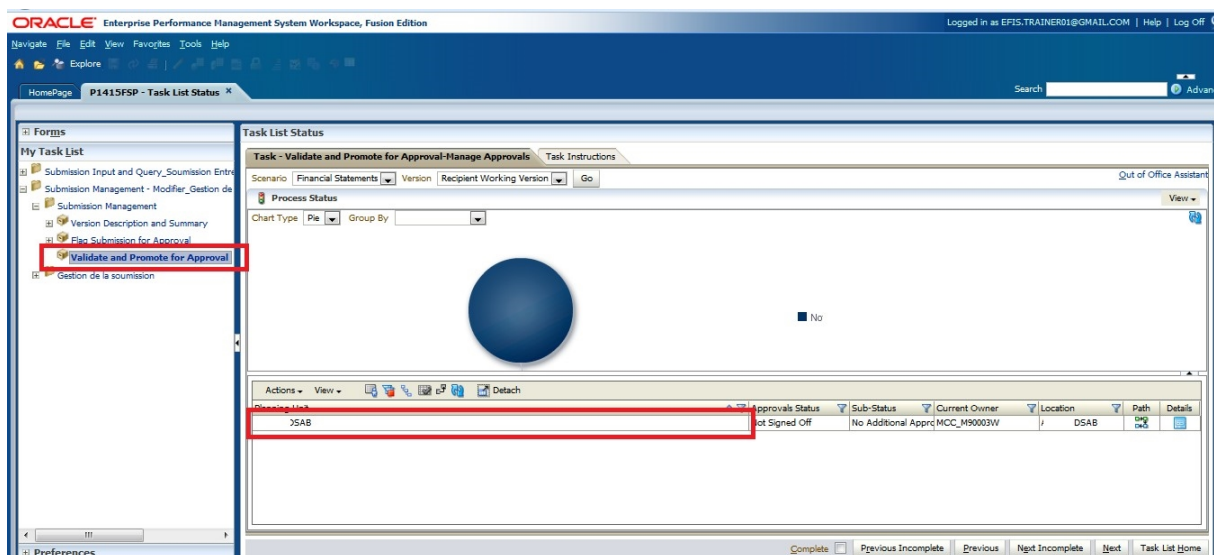 ORACLE Enterprise Performance Management System Workspace, Fusion Edition
Logged in as EFIS.TRAINER01@GMAIL.COM | Help | Log Off
Navigate File Edit View Favorites Tools Help
Explore
HomePage P1415FSP - Task List Status ×
Search Advan
Forms
Task List Status
My Task List
Task - Validate and Promote for Approval-Manage Approvals Task Instructions
Submission Input and Query_Soumission Entre
Scenario Financial Statements Version Recipient Working Version Go Out of Office Assistant
Submission Management - Modifier_Gestion de
Process Status View
Submission Management
Chart Type Pie Group By
Version Description and Summary
Flag Submission for Approval
Validate and Promote for Approval
Gestion de la soumission
No
Actions View Detach
Planning Unit Approvals Status Sub-Status Current Owner Location Path Details
DSAB Not Signed Off No Additional Appro MCC_M90003W DSAB
Preferences
Complete Previous Incomplete Previous Next Incomplete Next Task List Home